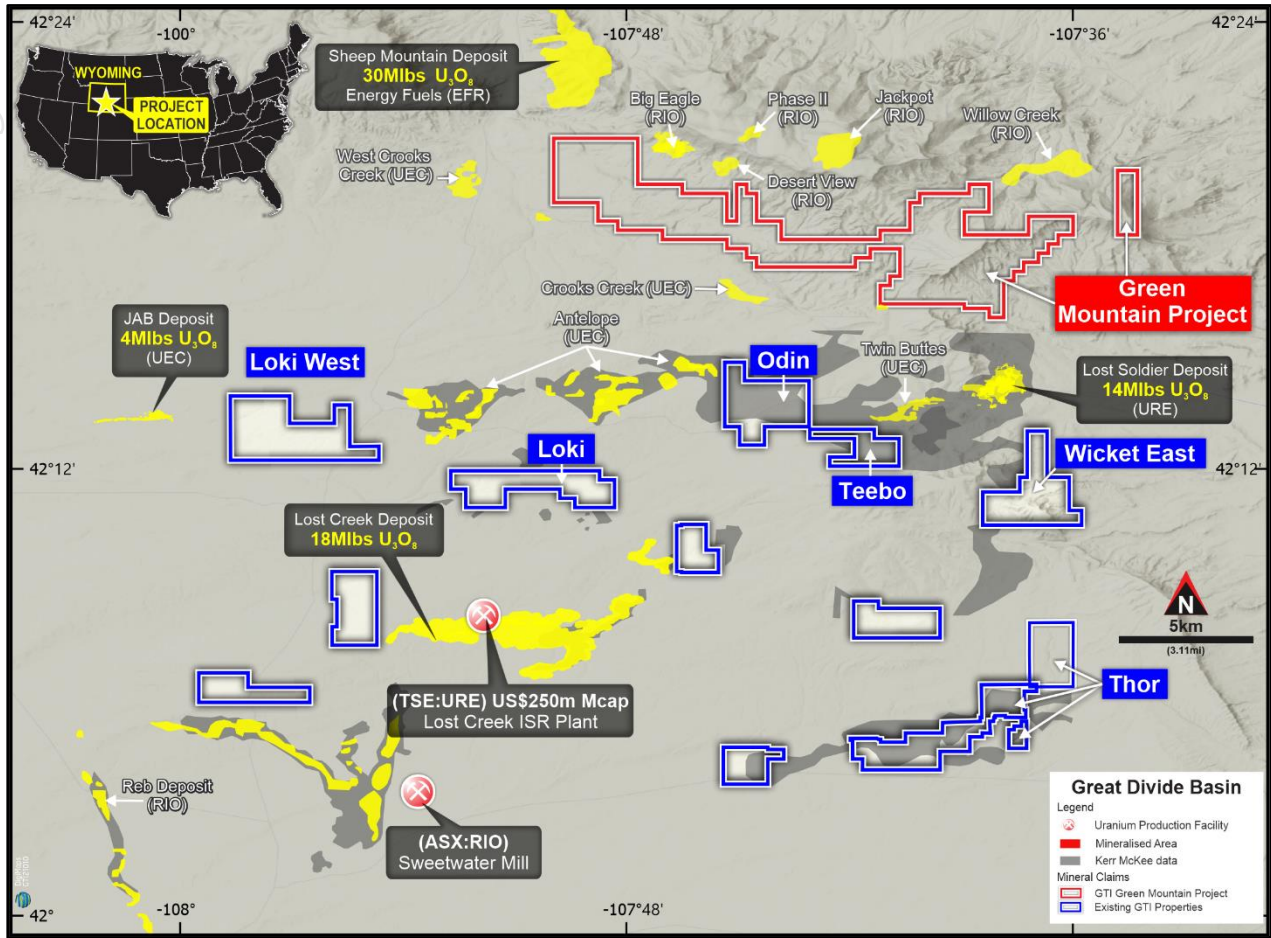 42°24'
-100°
-107°48'
-107°36'
42°24'
WYOMING
PROJECT
LOCATION
Sheep Mountain Deposit
30Mlbs U₃O₈
Energy Fuels (EFR)
Big Eagle
(RIO)
Phase II
(RIO)
Jackpot
(RIO)
Willow Creek
(RIO)
West Crooks
Creek (UEC)
Desert View
(RIO)
Green
Mountain Project
Crooks Creek (UEC)
JAB Deposit
4Mlbs U₃O₈
(UEC)
Antelope
(UEC)
Loki West
Odin
Twin Buttes
(UEC)
Lost Soldier Deposit
14Mlbs U₃O₈
(URE)
42°12'
Loki
Teebo
Wicket East
42°12'
Lost Creek Deposit
18Mlbs U₃O₈
N
5km
(3.11mi)
(TSE:URE) US$250m Mcap
Lost Creek ISR Plant
Thor
Reb Deposit
(RIO)
(ASX:RIO)
Sweetwater Mill
Great Divide Basin
Legend
Uranium Production Facility
Mineralised Area
Kerr McKee data
Mineral Claims
GTI Green Mountain Project
Existing GTI Properties
42°
-108°
-107°48'